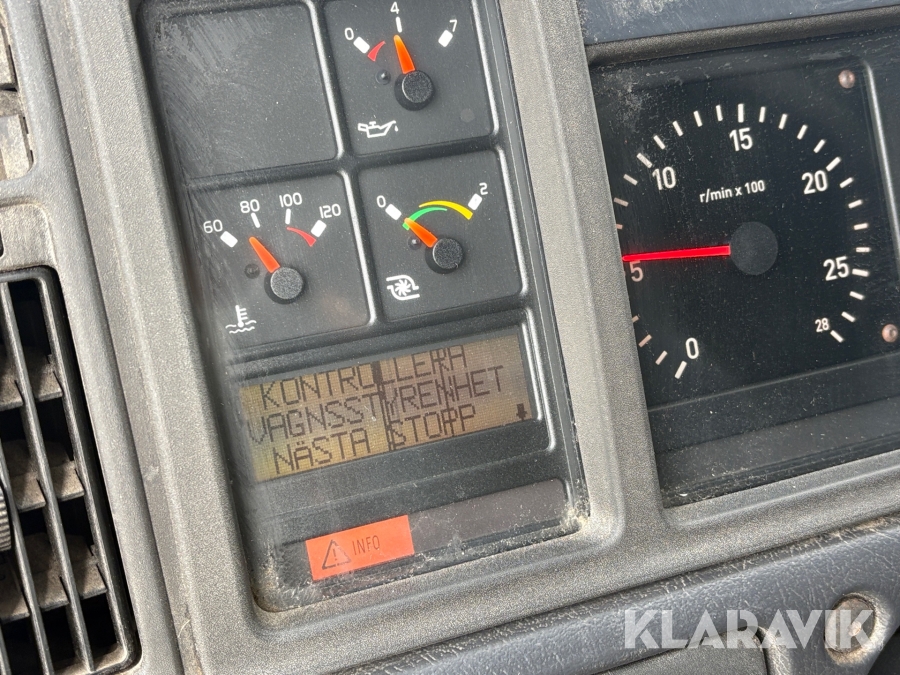 0 4 7
60 80 100 120
0 2
KONTROLLERA
VAGNSSTYRENHET
NÄSTA STOPP
INFO
0 5 10 15 20 25 28
r/min x 100
KLARAVIK